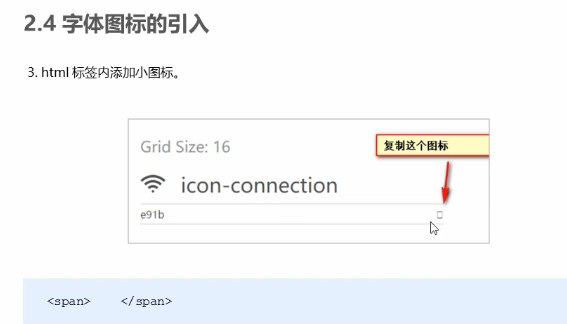 2.4 字体图标的引入
3. html 标签内添加小图标。
Grid Size: 16
复制这个图标
icon-connection
e91b
<span>    </span>